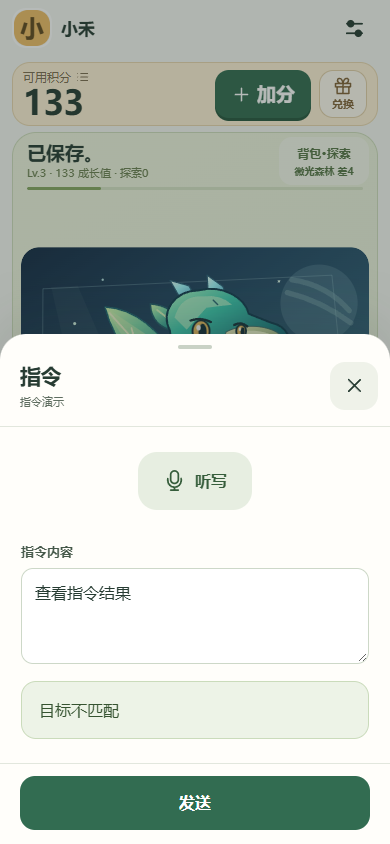 小 小禾
可用积分
133
加分
兑换
已保存。
Lv.3 · 133 成长值 · 探索0
背包•探索
微光森林 差4
指令
指令演示
听写
指令内容
查看指令结果
目标不匹配
发送